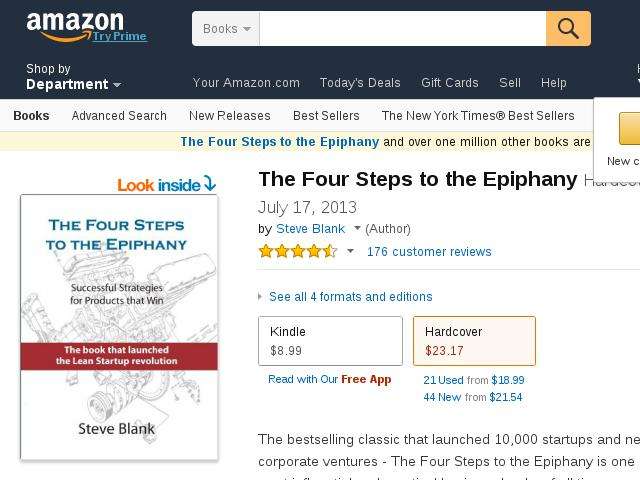 amazon
Try Prime
Books
Shop by
Department
Your Amazon.com Today's Deals Gift Cards Sell Help
Books Advanced Search New Releases Best Sellers The New York Times® Best Sellers
The Four Steps to the Epiphany and over one million other books are
New
Look inside
The Four Steps to the Epiphany Hardcover
July 17, 2013
by Steve Blank (Author)
176 customer reviews
See all 4 formats and editions
Kindle
$8.99
Hardcover
$23.17
Read with Our Free App
21 Used from $18.99
44 New from $21.54
THE FOUR STEPS
TO THE EPIPHANY
Successful Strategies
for Products that Win
The book that launched
the Lean Startup revolution
Steve Blank
The bestselling classic that launched 10,000 startups and
corporate ventures - The Four Steps to the Epiphany is one